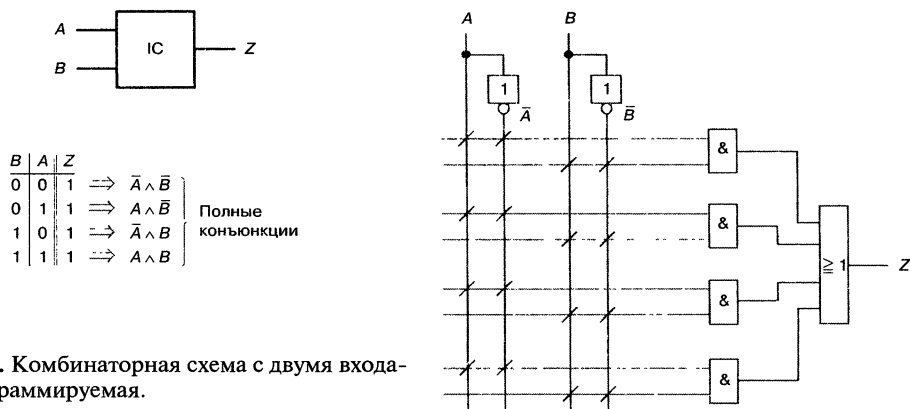 A
B
IC
Z
B A Z
0 0 1 ⇒ Ā ∧ B̄
0 1 1 ⇒ A ∧ B̄
1 0 1 ⇒ Ā ∧ B
1 1 1 ⇒ A ∧ B
Полные
конъюнкции
. Комбинаторная схема с двумя входа-
раммируемая.
A B
1 1
Ā B̄
&
&
≧ 1 Z
&
&